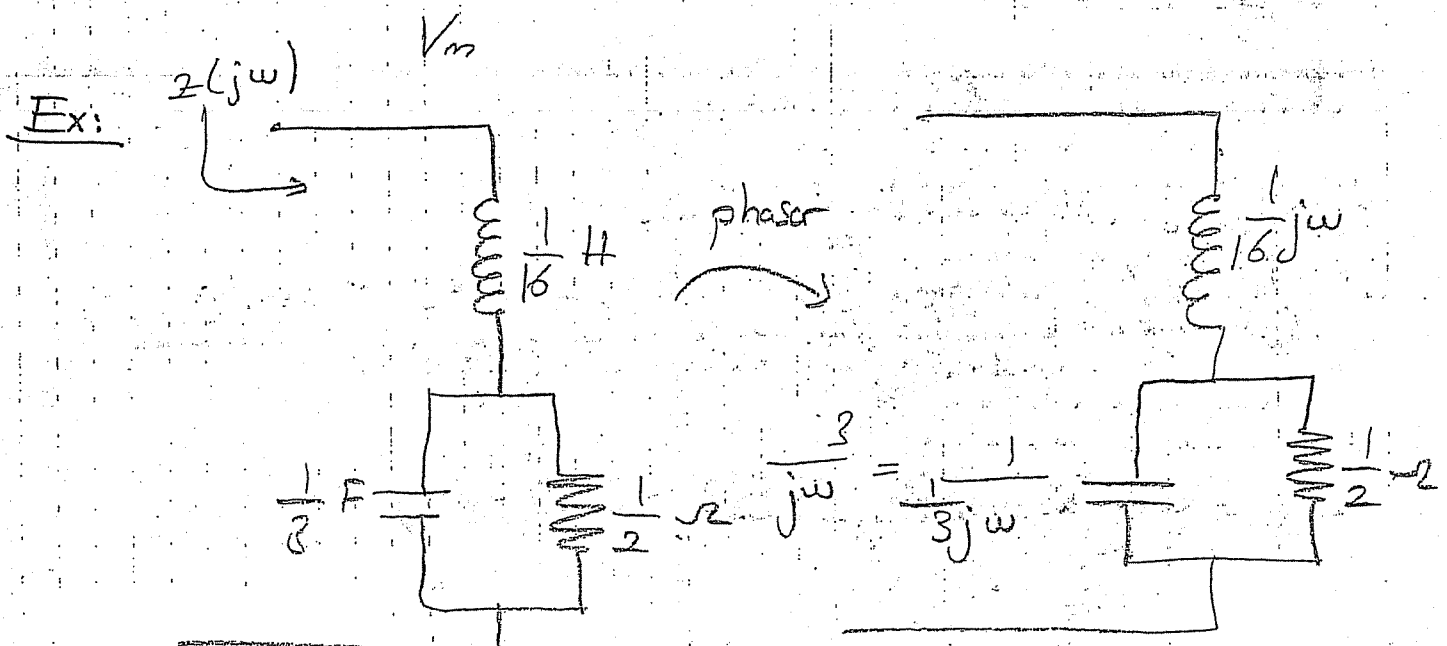 Vm
Ex: z(jω)
1/16 H
phasor
1/16 jω
1/3 F
1/2 Ω
3/jω = 1/(1/3 jω)
1/2 Ω